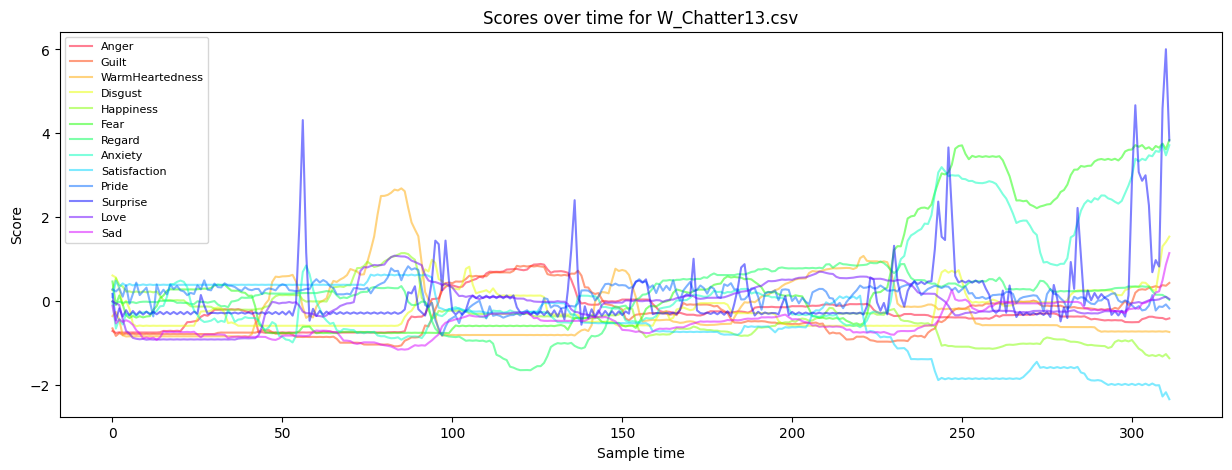 Scores over time for W_Chatter13.csv
Anger
Guilt
WarmHeartedness
Disgust
Happiness
Fear
Regard
Anxiety
Satisfaction
Pride
Surprise
Love
Sad
Score
6
4
2
0
−2
0 50 100 150 200 250 300
Sample time